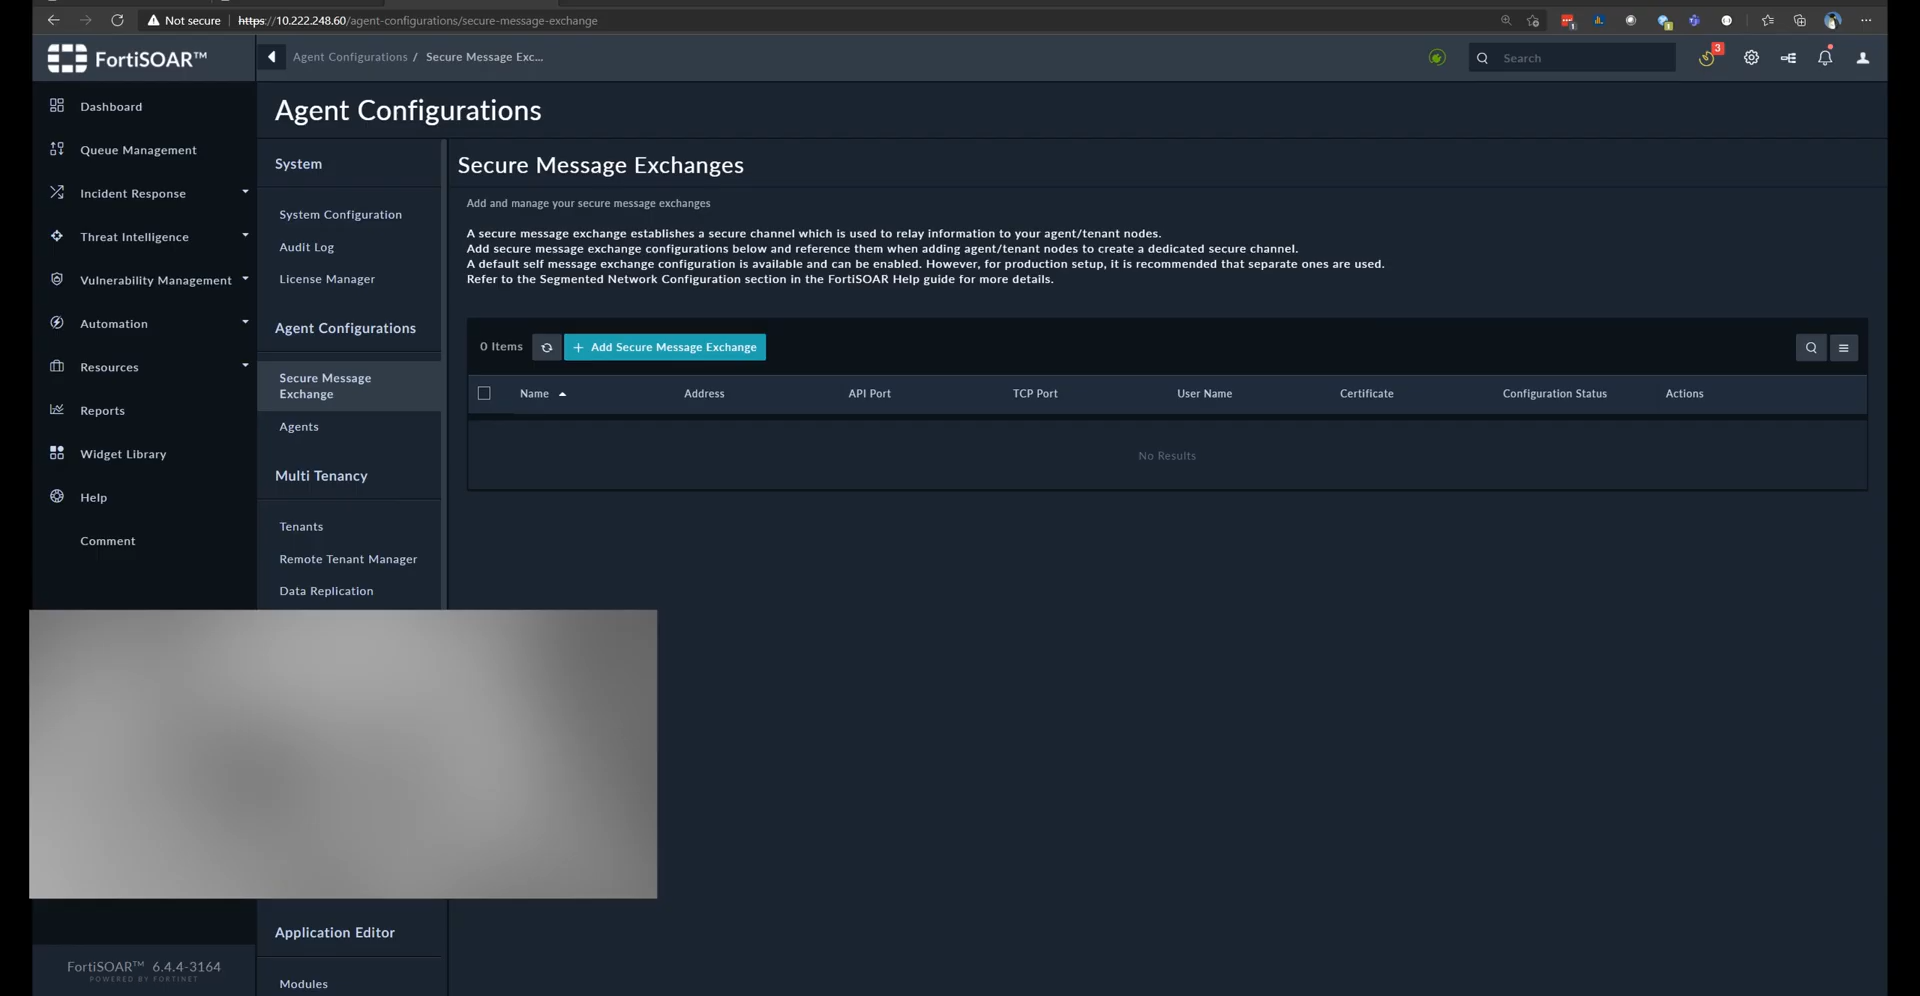 Not secure
https://10.222.248.60/agent-configurations/secure-message-exchange
1
1
FortiSOAR™
Agent Configurations / Secure Message Exc...
Search
3
Dashboard
Queue Management
Incident Response
Threat Intelligence
Vulnerability Management
Automation
Resources
Reports
Widget Library
Help
Comment
FortiSOAR™ 6.4.4-3164
POWERED BY FORTINET
Agent Configurations
System
System Configuration
Audit Log
License Manager
Agent Configurations
Secure Message
Exchange
Agents
Multi Tenancy
Tenants
Remote Tenant Manager
Data Replication
Application Editor
Modules
Secure Message Exchanges
Add and manage your secure message exchanges
A secure message exchange establishes a secure channel which is used to relay information to your agent/tenant nodes.
Add secure message exchange configurations below and reference them when adding agent/tenant nodes to create a dedicated secure channel.
A default self message exchange configuration is available and can be enabled. However, for production setup, it is recommended that separate ones are used.
Refer to the Segmented Network Configuration section in the FortiSOAR Help guide for more details.
0 Items
+ Add Secure Message Exchange
Name
Address
API Port
TCP Port
User Name
Certificate
Configuration Status
Actions
No Results